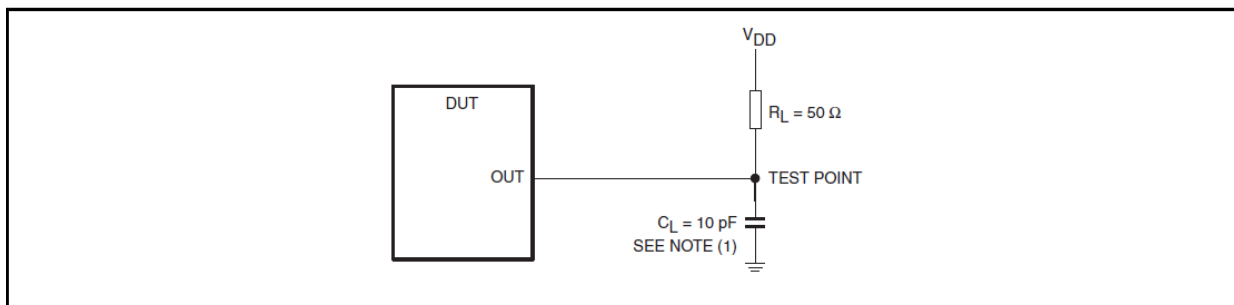 VDD
DUT
RL = 50 Ω
OUT
TEST POINT
CL = 10 pF
SEE NOTE (1)